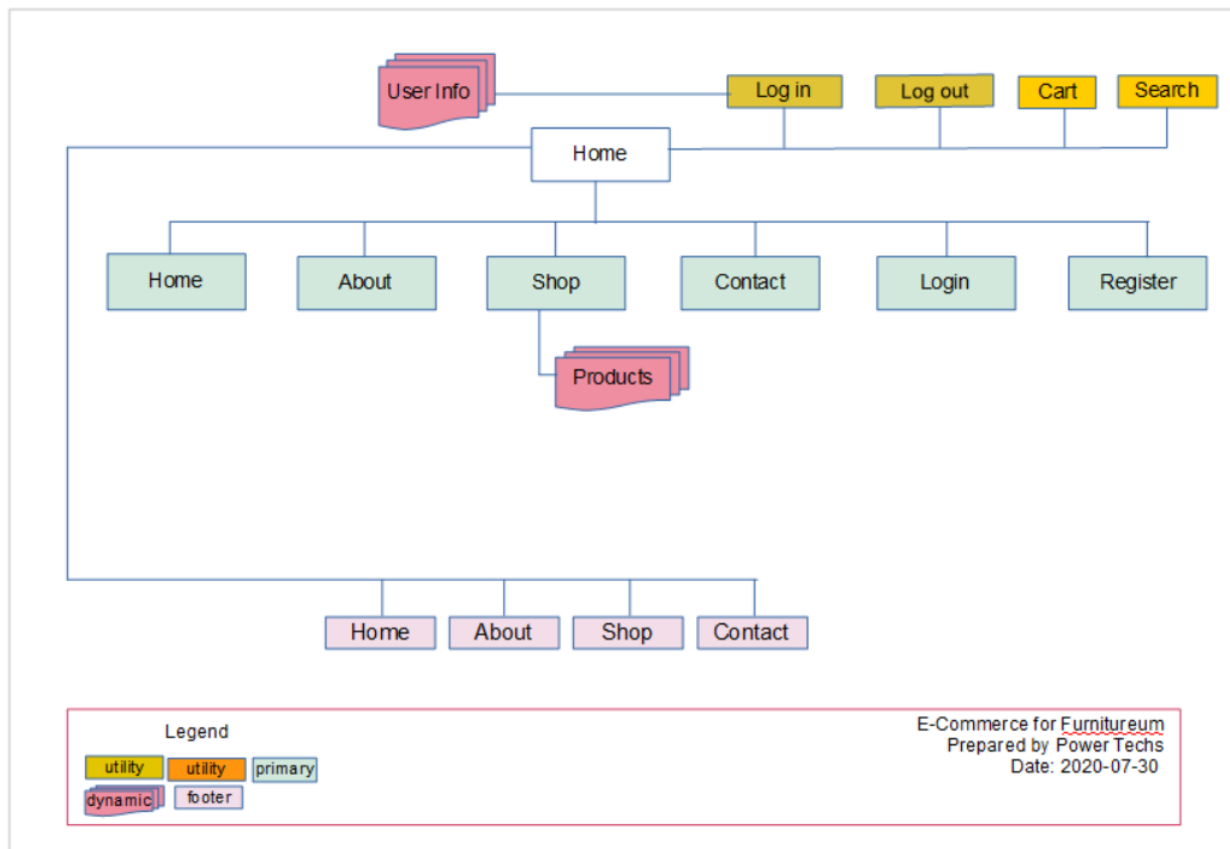 User Info
Log in
Log out
Cart
Search
Home
Home
About
Shop
Contact
Login
Register
Products
Home
About
Shop
Contact
Legend
utility
utility
primary
dynamic
footer
E-Commerce for Furnitureum
Prepared by Power Techs
Date: 2020-07-30